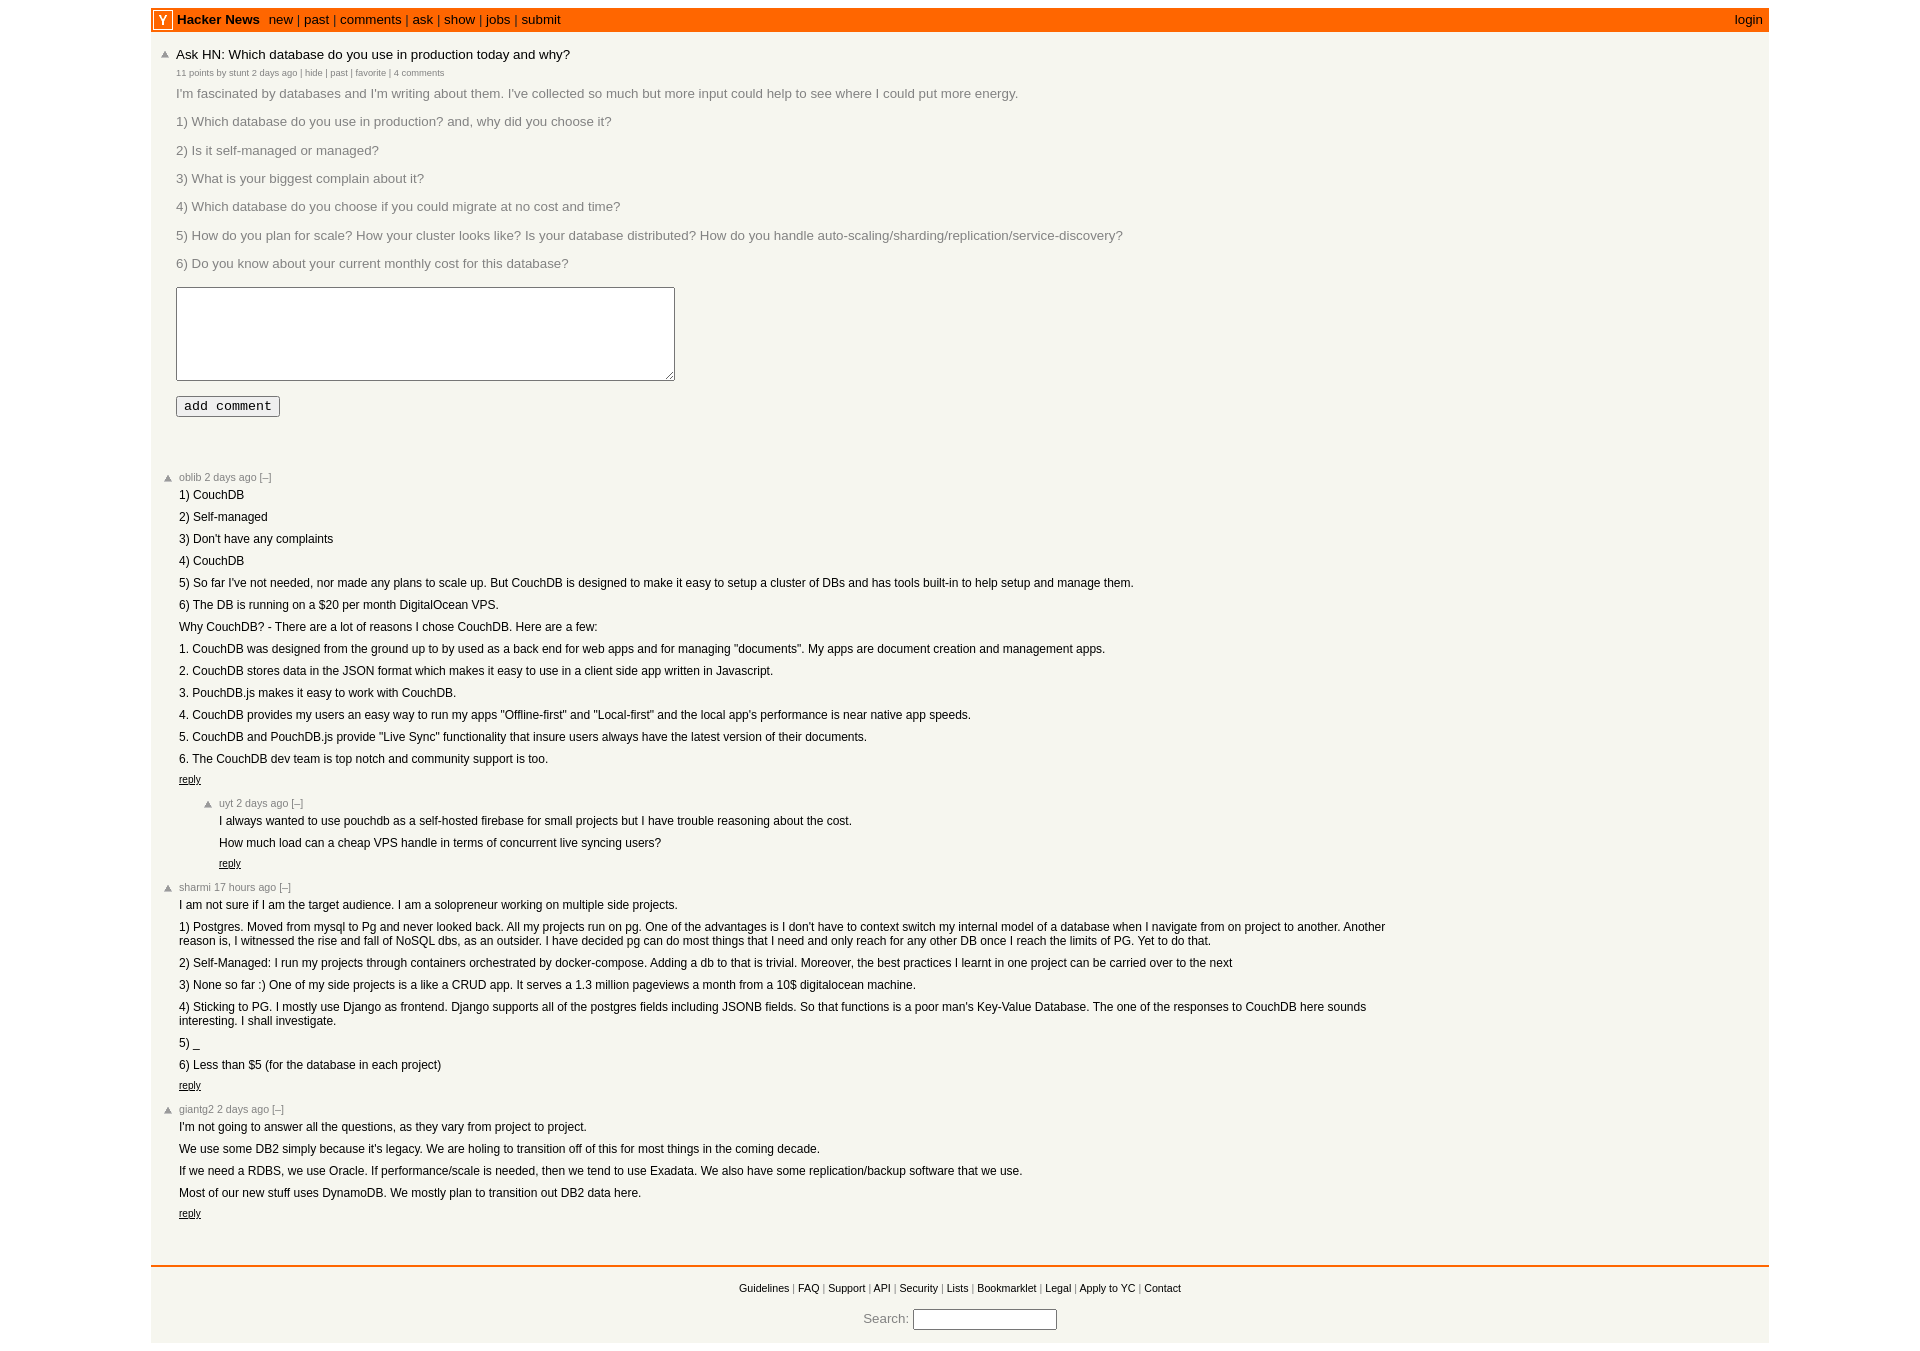 Y Hacker News new | past | comments | ask | show | jobs | submit login
Ask HN: Which database do you use in production today and why?
11 points by stunt 2 days ago | hide | past | favorite | 4 comments
I'm fascinated by databases and I'm writing about them. I've collected so much but more input could help to see where I could put more energy.
1) Which database do you use in production? and, why did you choose it?
2) Is it self-managed or managed?
3) What is your biggest complain about it?
4) Which database do you choose if you could migrate at no cost and time?
5) How do you plan for scale? How your cluster looks like? Is your database distributed? How do you handle auto-scaling/sharding/replication/service-discovery?
6) Do you know about your current monthly cost for this database?
add comment
oblib 2 days ago [–]
1) CouchDB
2) Self-managed
3) Don't have any complaints
4) CouchDB
5) So far I've not needed, nor made any plans to scale up. But CouchDB is designed to make it easy to setup a cluster of DBs and has tools built-in to help setup and manage them.
6) The DB is running on a $20 per month DigitalOcean VPS.
Why CouchDB? - There are a lot of reasons I chose CouchDB. Here are a few:
1. CouchDB was designed from the ground up to by used as a back end for web apps and for managing "documents". My apps are document creation and management apps.
2. CouchDB stores data in the JSON format which makes it easy to use in a client side app written in Javascript.
3. PouchDB.js makes it easy to work with CouchDB.
4. CouchDB provides my users an easy way to run my apps "Offline-first" and "Local-first" and the local app's performance is near native app speeds.
5. CouchDB and PouchDB.js provide "Live Sync" functionality that insure users always have the latest version of their documents.
6. The CouchDB dev team is top notch and community support is too.
reply
uyt 2 days ago [–]
I always wanted to use pouchdb as a self-hosted firebase for small projects but I have trouble reasoning about the cost.
How much load can a cheap VPS handle in terms of concurrent live syncing users?
reply
sharmi 17 hours ago [–]
I am not sure if I am the target audience. I am a solopreneur working on multiple side projects.
1) Postgres. Moved from mysql to Pg and never looked back. All my projects run on pg. One of the advantages is I don't have to context switch my internal model of a database when I navigate from on project to another. Another
reason is, I witnessed the rise and fall of NoSQL dbs, as an outsider. I have decided pg can do most things that I need and only reach for any other DB once I reach the limits of PG. Yet to do that.
2) Self-Managed: I run my projects through containers orchestrated by docker-compose. Adding a db to that is trivial. Moreover, the best practices I learnt in one project can be carried over to the next
3) None so far :) One of my side projects is a like a CRUD app. It serves a 1.3 million pageviews a month from a 10$ digitalocean machine.
4) Sticking to PG. I mostly use Django as frontend. Django supports all of the postgres fields including JSONB fields. So that functions is a poor man's Key-Value Database. The one of the responses to CouchDB here sounds
interesting. I shall investigate.
5) _
6) Less than $5 (for the database in each project)
reply
giantg2 2 days ago [–]
I'm not going to answer all the questions, as they vary from project to project.
We use some DB2 simply because it's legacy. We are holing to transition off of this for most things in the coming decade.
If we need a RDBS, we use Oracle. If performance/scale is needed, then we tend to use Exadata. We also have some replication/backup software that we use.
Most of our new stuff uses DynamoDB. We mostly plan to transition out DB2 data here.
reply
Guidelines | FAQ | Support | API | Security | Lists | Bookmarklet | Legal | Apply to YC | Contact
Search: